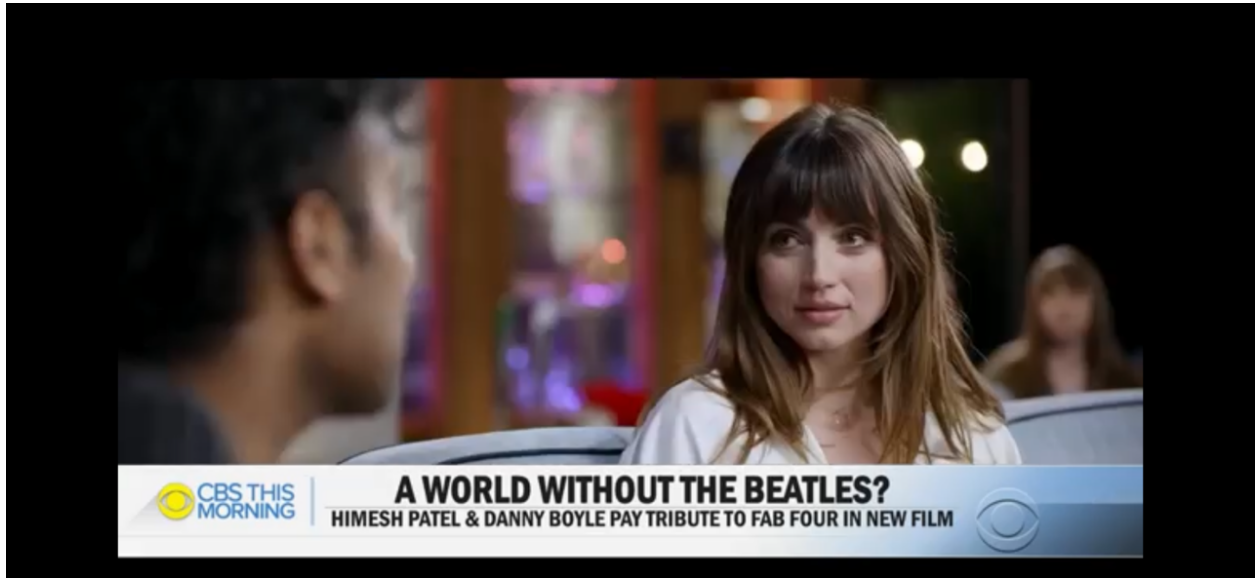 CBS THIS
MORNING
A WORLD WITHOUT THE BEATLES?
HIMESH PATEL & DANNY BOYLE PAY TRIBUTE TO FAB FOUR IN NEW FILM